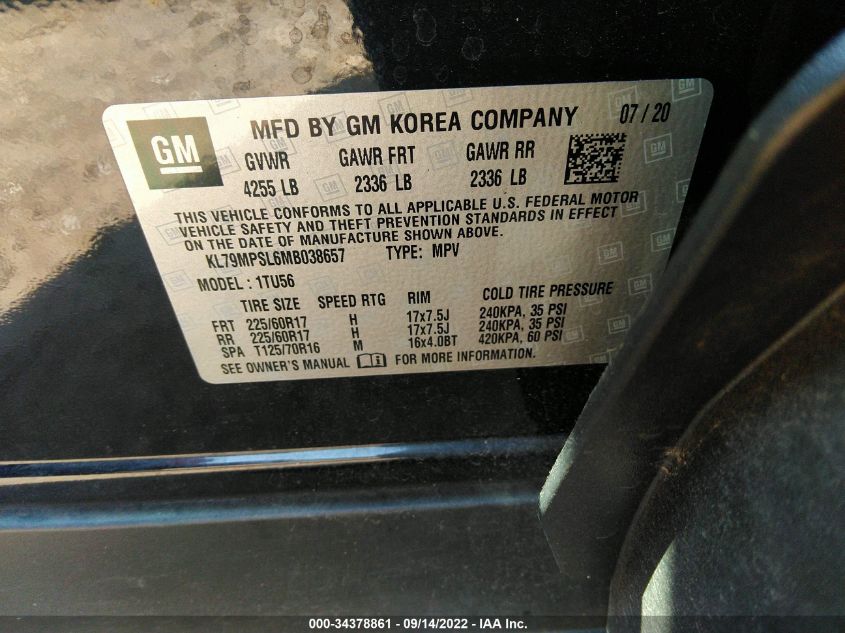 GM
MFD BY GM KOREA COMPANY 07 / 20
GVWR GAWR FRT GAWR RR
4255 LB 2336 LB 2336 LB
THIS VEHICLE CONFORMS TO ALL APPLICABLE U.S. FEDERAL MOTOR
VEHICLE SAFETY AND THEFT PREVENTION STANDARDS IN EFFECT
ON THE DATE OF MANUFACTURE SHOWN ABOVE.
KL79MPSL6MB038657 TYPE: MPV
MODEL : 1TU56
TIRE SIZE SPEED RTG RIM COLD TIRE PRESSURE
FRT 225/60R17 H 17x7.5J 240KPA, 35 PSI
RR 225/60R17 H 17x7.5J 240KPA, 35 PSI
SPA T125/70R16 M 16x4.0BT 420KPA, 60 PSI
SEE OWNER'S MANUAL FOR MORE INFORMATION
000-34378861 - 09/14/2022 - IAA Inc.